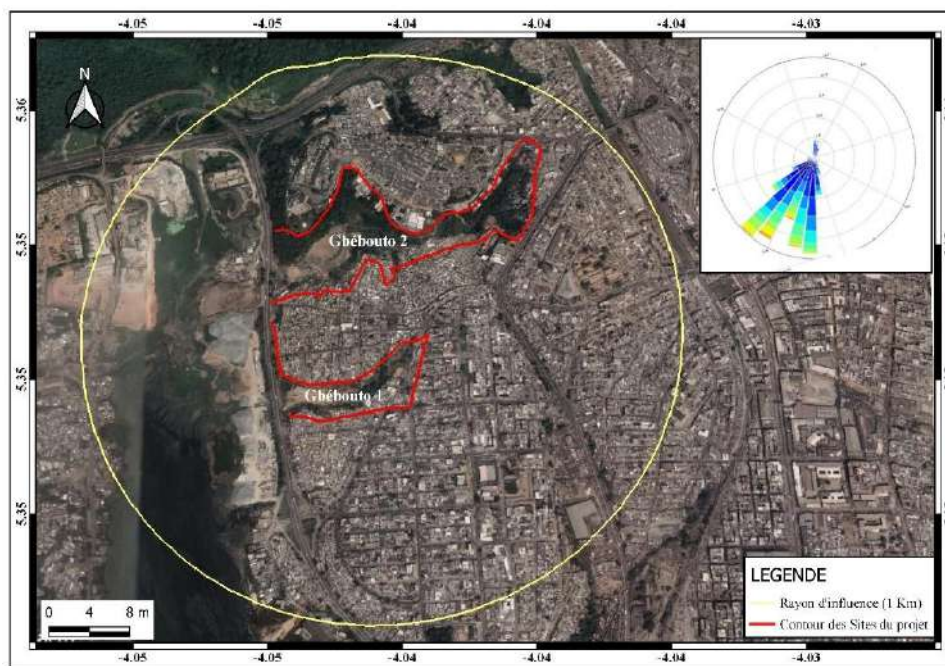 -4.05 -4.05 -4.04 -4.04 -4.04 -4.03
N
5.36
5.35
5.35
5.35
Gbébouto 2
Gbébouto 1
LEGENDE
Rayon d'influence (1 Km)
Contour des Sites du projet
0 4 8 m
-4.05 -4.05 -4.04 -4.04 -4.04 -4.03